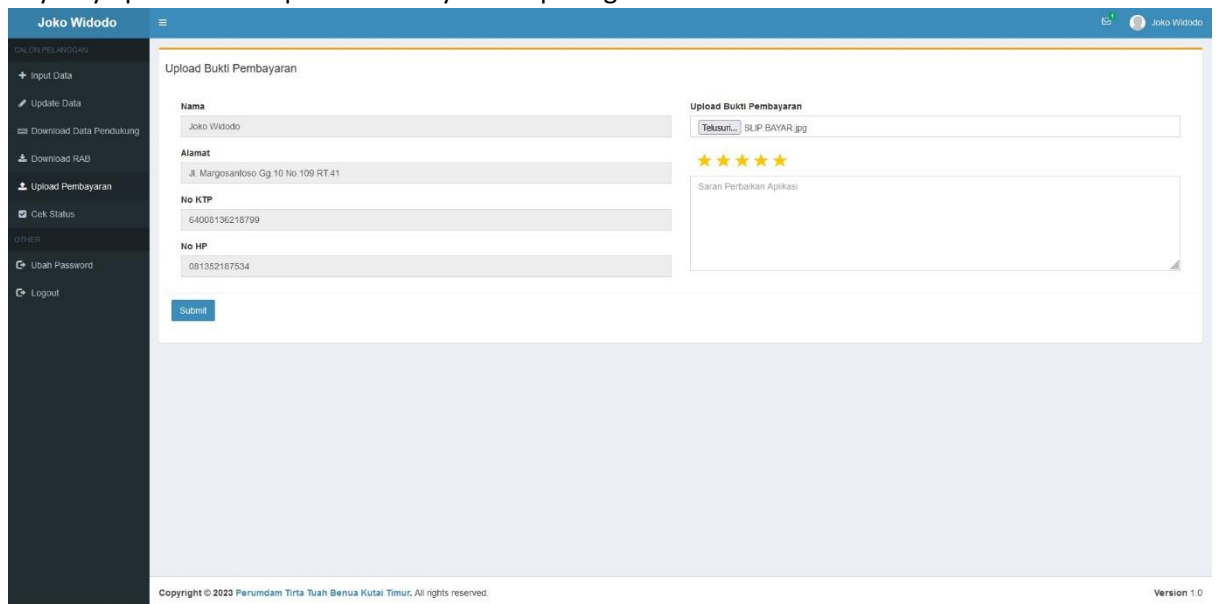 Joko Widodo
1
Joko Widodo
CALON PELANGGAN
Input Data
Update Data
Download Data Pendukung
Download RAB
Upload Pembayaran
Cek Status
OTHER
Ubah Password
Logout
Upload Bukti Pembayaran
Nama
Joko Widodo
Alamat
Jl. Margosantoso Gg.10 No.109 RT.41
No KTP
64008136218799
No HP
081352187534
Upload Bukti Pembayaran
Telusuri... SLIP BAYAR.jpg
Saran Perbaikan Aplikasi
Submit
Copyright © 2023 Perumdam Tirta Tuah Benua Kutai Timur. All rights reserved.
Version 1.0